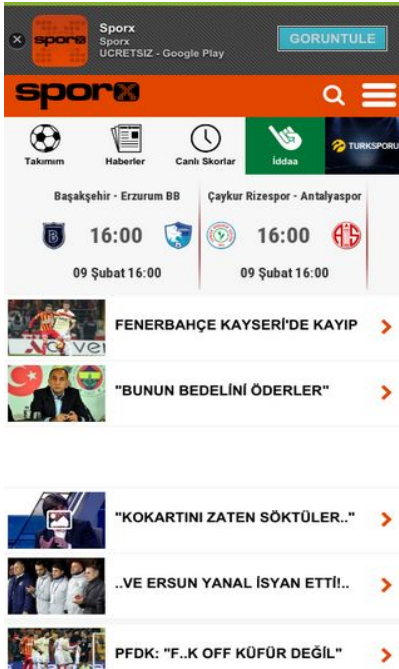 Sporx
sporx
Sporx
UCRETSIZ - Google Play
GORUNTULE
sporx
Takımım
Haberler
Canlı Skorlar
İddaa
TURKSPORU
Başakşehir - Erzurum BB
16:00
09 Şubat 16:00
Çaykur Rizespor - Antalyaspor
16:00
09 Şubat 16:00
FENERBAHÇE KAYSERİ'DE KAYIP
"BUNUN BEDELİNİ ÖDERLER"
"KOKARTINI ZATEN SÖKTÜLER.."
..VE ERSUN YANAL İSYAN ETTİ!..
PFDK: "F..K OFF KÜFÜR DEĞİL"